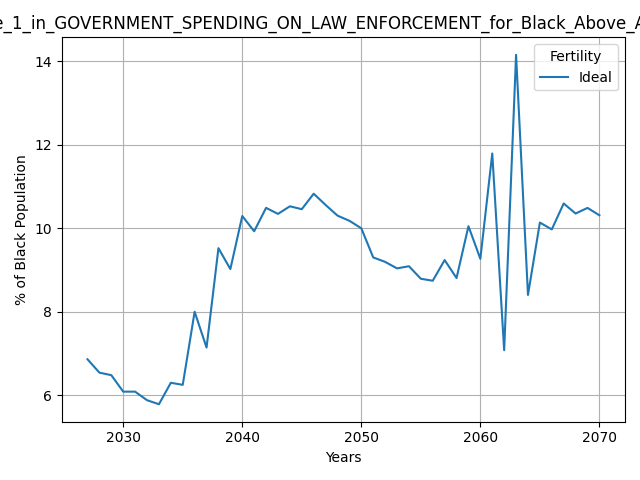 e_1_in_GOVERNMENT_SPENDING_ON_LAW_ENFORCEMENT_for_Black_Above_A
Fertility
Ideal
% of Black Population
14
12
10
8
6
2030 2040 2050 2060 2070
Years